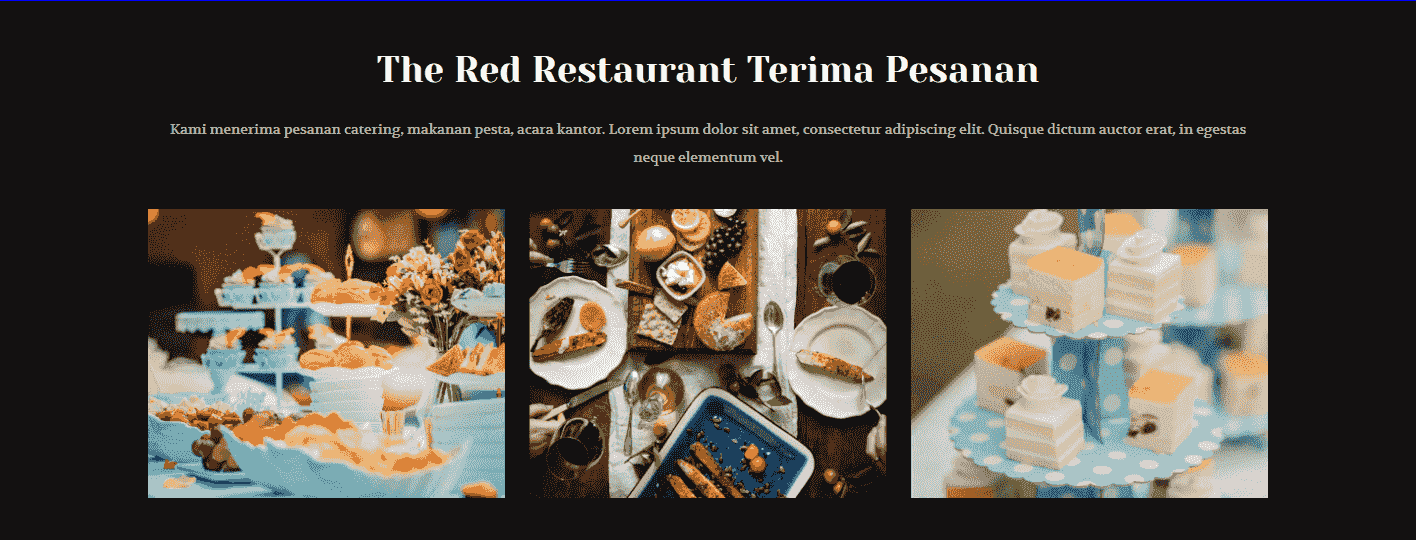 The Red Restaurant Terima Pesanan
Kami menerima pesanan catering, makanan pesta, acara kantor. Lorem ipsum dolor sit amet, consectetur adipiscing elit. Quisque dictum auctor erat, in egestas
neque elementum vel.